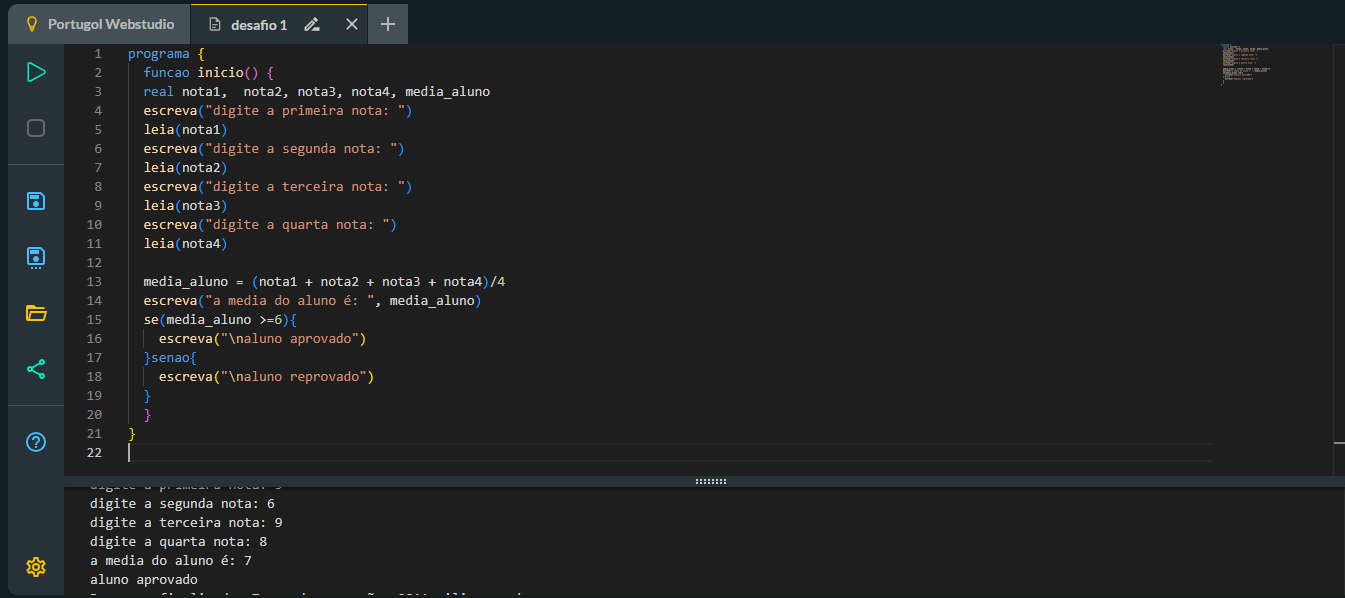 Portugol Webstudio
desafio 1
1 programa {
2 funcao inicio() {
3 real nota1,  nota2, nota3, nota4, media_aluno
4 escreva("digite a primeira nota: ")
5 leia(nota1)
6 escreva("digite a segunda nota: ")
7 leia(nota2)
8 escreva("digite a terceira nota: ")
9 leia(nota3)
10 escreva("digite a quarta nota: ")
11 leia(nota4)
12
13 media_aluno = (nota1 + nota2 + nota3 + nota4)/4
14 escreva("a media do aluno é: ", media_aluno)
15 se(media_aluno >=6){
16 escreva("\naluno aprovado")
17 }senao{
18 escreva("\naluno reprovado")
19 }
20 }
21 }
22
digite a primeira nota:
digite a segunda nota: 6
digite a terceira nota: 9
digite a quarta nota: 8
a media do aluno é: 7
aluno aprovado